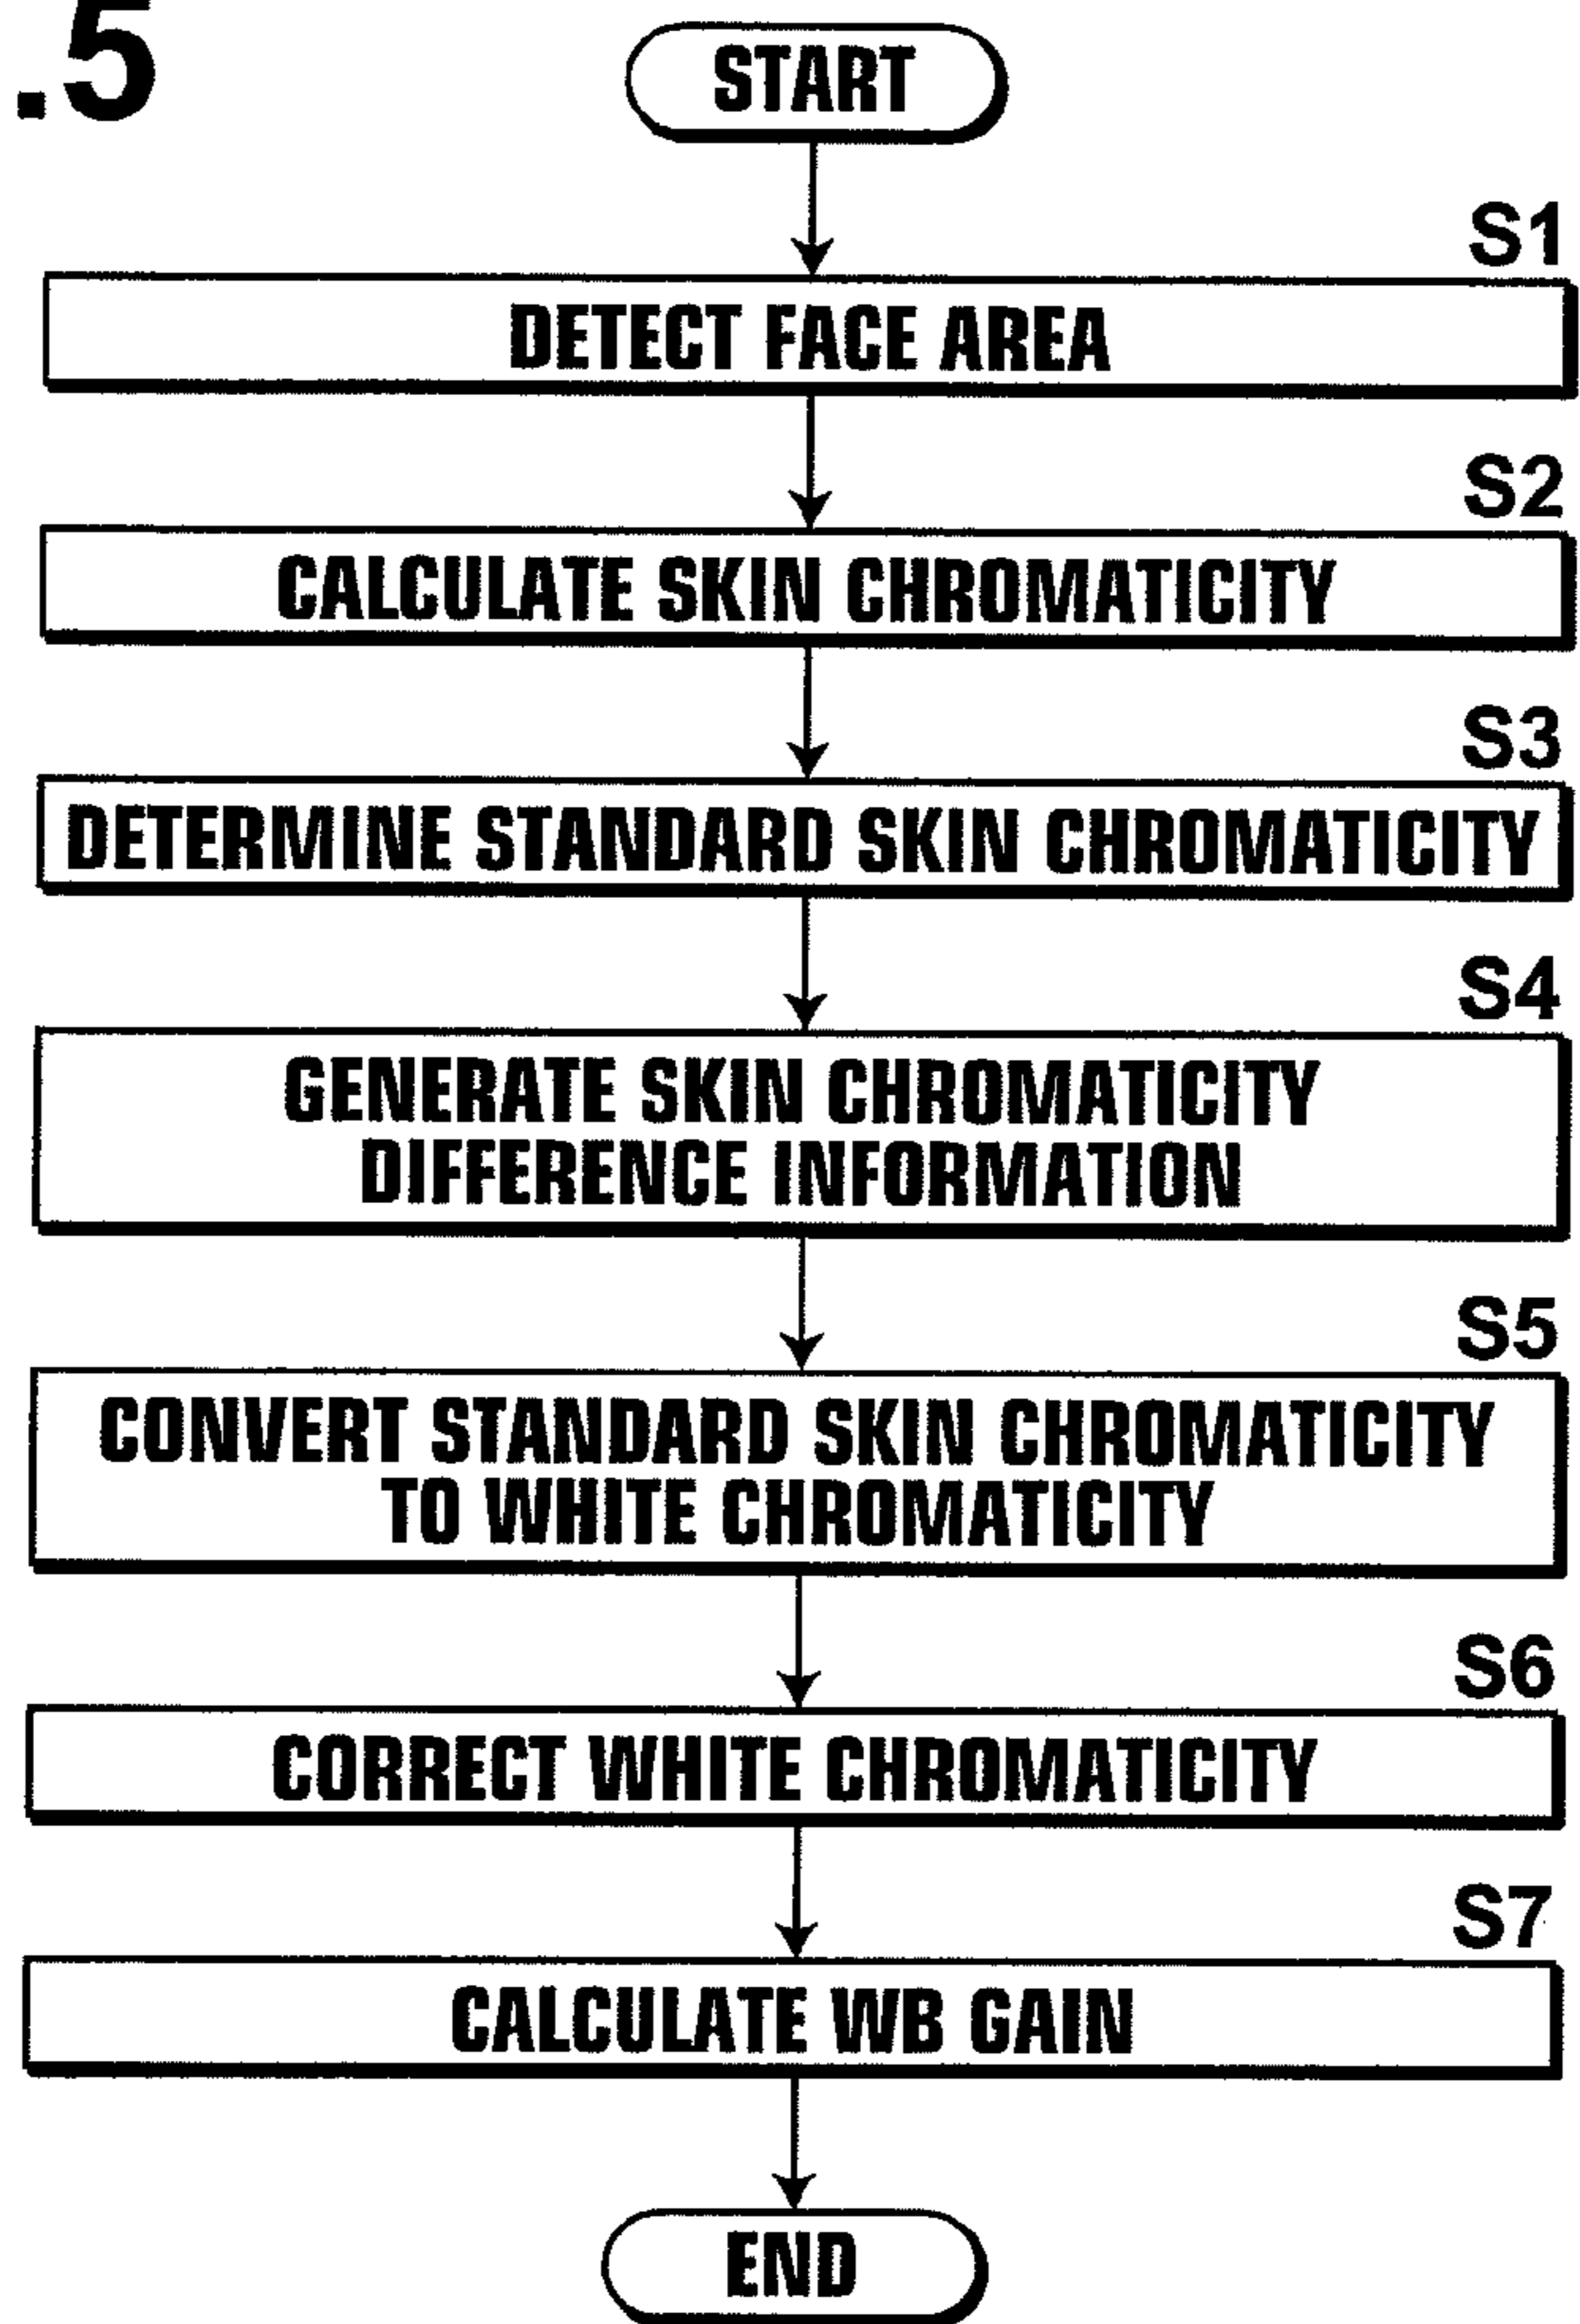 .5
START
S1
DETECT FACE AREA
S2
CALCULATE SKIN CHROMATICITY
S3
DETERMINE STANDARD SKIN CHROMATICITY
S4
GENERATE SKIN CHROMATICITY
DIFFERENCE INFORMATION
S5
CONVERT STANDARD SKIN CHROMATICITY
TO WHITE CHROMATICITY
S6
CORRECT WHITE CHROMATICITY
S7
CALCULATE WB GAIN
END